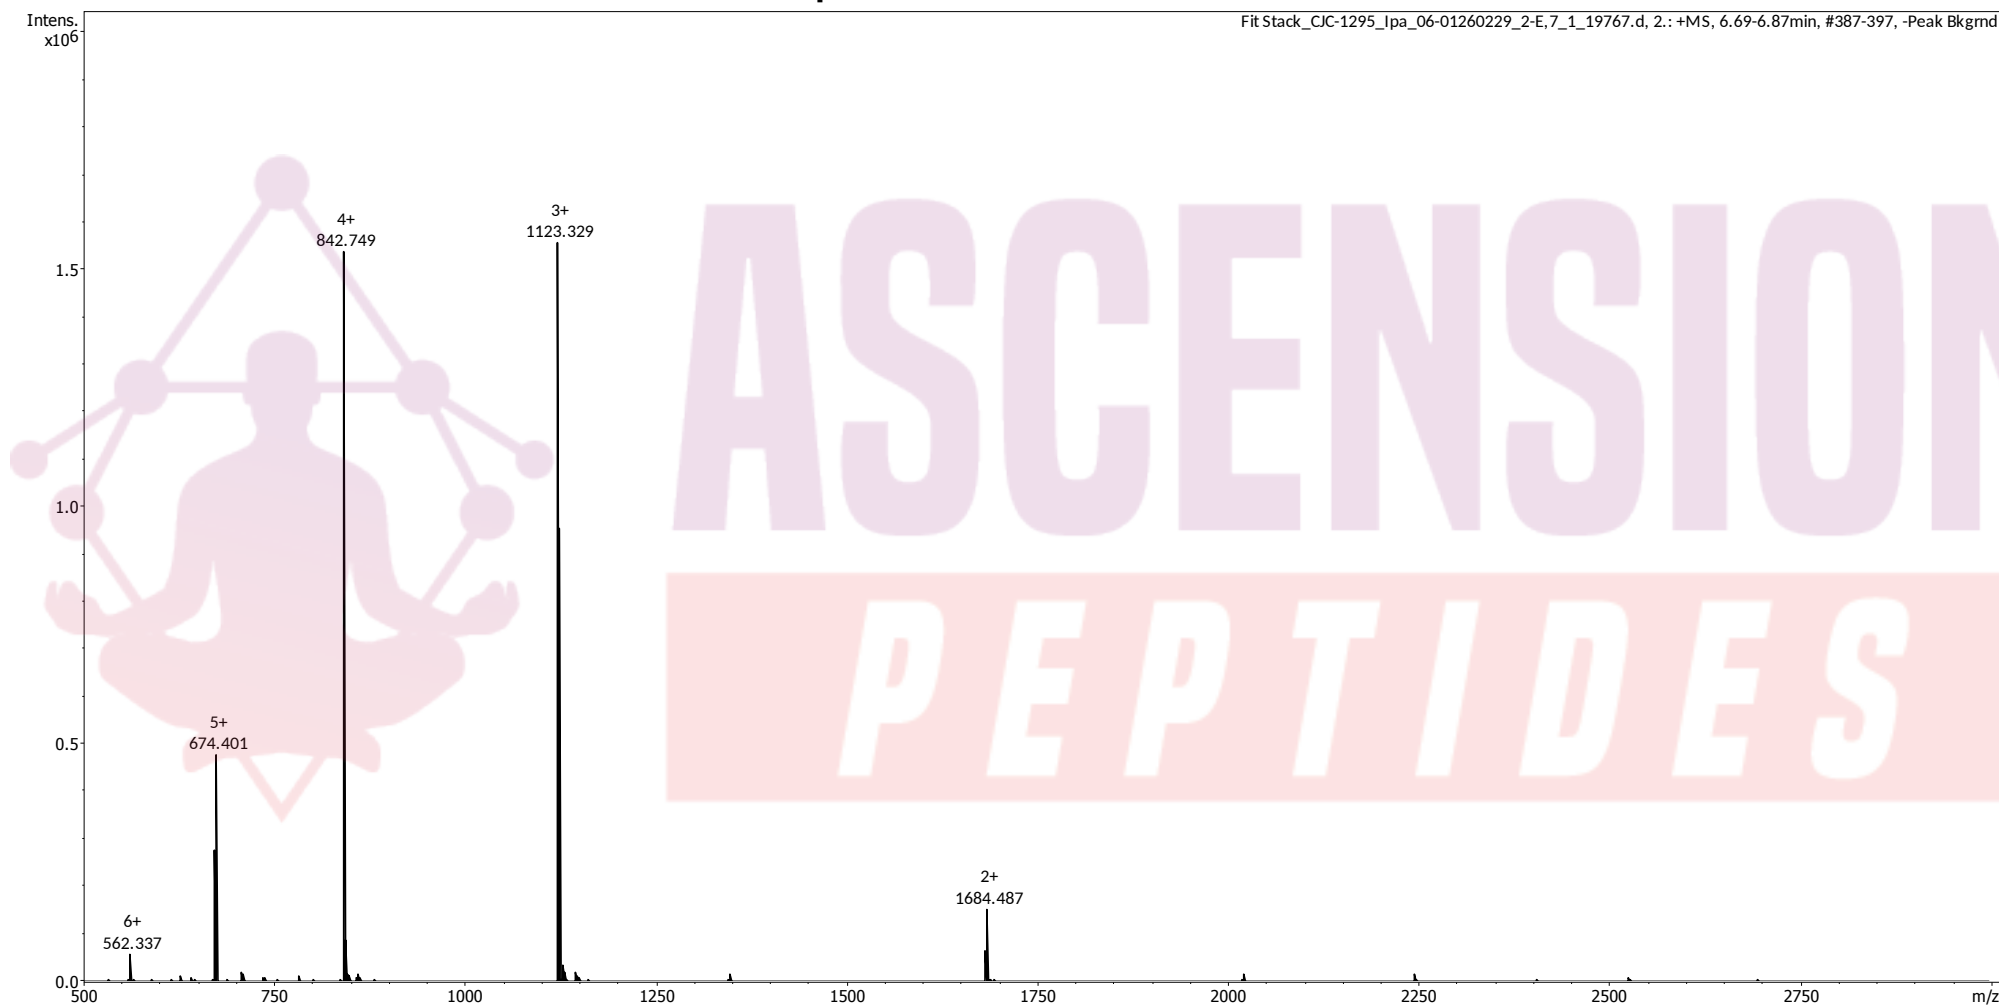 Intens.
x10⁶
Fit Stack_CJC-1295_Ipa_06-01260229_2-E,7_1_19767.d, 2.: +MS, 6.69-6.87min, #387-397, -Peak Bkgrnd
3+
1123.329
4+
842.749
1.5
ASCENSION
1.0
PEPTIDES
5+
674.401
0.5
2+
1684.487
6+
562.337
0.0
500 750 1000 1250 1500 1750 2000 2250 2500 2750 m/z